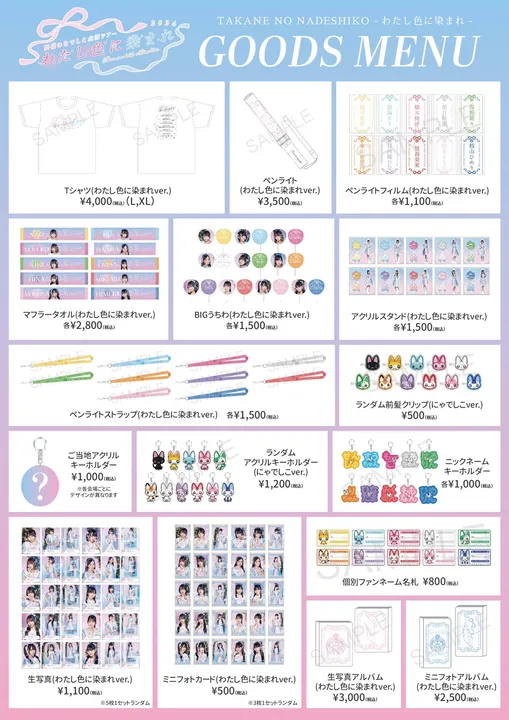 2024
高嶺のなでしこ全国ツアー
わたし色に染まれ
TAKANE NO NADESHIKO - わたし色に染まれ -
GOODS MENU
Tシャツ(わたし色に染まれver.)
¥4,000(税込)(L,XL)
ペンライト
(わたし色に染まれver.)
¥3,500(税込)
ペンライトフィルム(わたし色に染まれver.)
各¥1,100(税込)
マフラータオル(わたし色に染まれver.)
各¥2,800(税込)
BIGうちわ(わたし色に染まれver.)
各¥1,500(税込)
アクリルスタンド(わたし色に染まれver.)
各¥1,500(税込)
ペンライトストラップ(わたし色に染まれver.) 各¥1,500(税込)
ランダム前髪クリップ(にゃでしこver.)
¥500(税込)
?
ご当地アクリル
キーホルダー
¥1,000(税込)
※各会場ごとに
デザインが異なります
ランダム
アクリルキーホルダー
(にゃでしこver.)
¥1,200(税込)
ニックネーム
キーホルダー
各¥1,000(税込)
生写真(わたし色に染まれver.)
¥1,100(税込)
※5枚1セットランダム
ミニフォトカード(わたし色に染まれver.)
¥500(税込)
※3枚1セットランダム
個別ファンネーム名札 ¥800(税込)
生写真アルバム
(わたし色に染まれver.)
¥3,000(税込)
ミニフォトアルバム
(わたし色に染まれver.)
¥2,500(税込)
SAMPLE